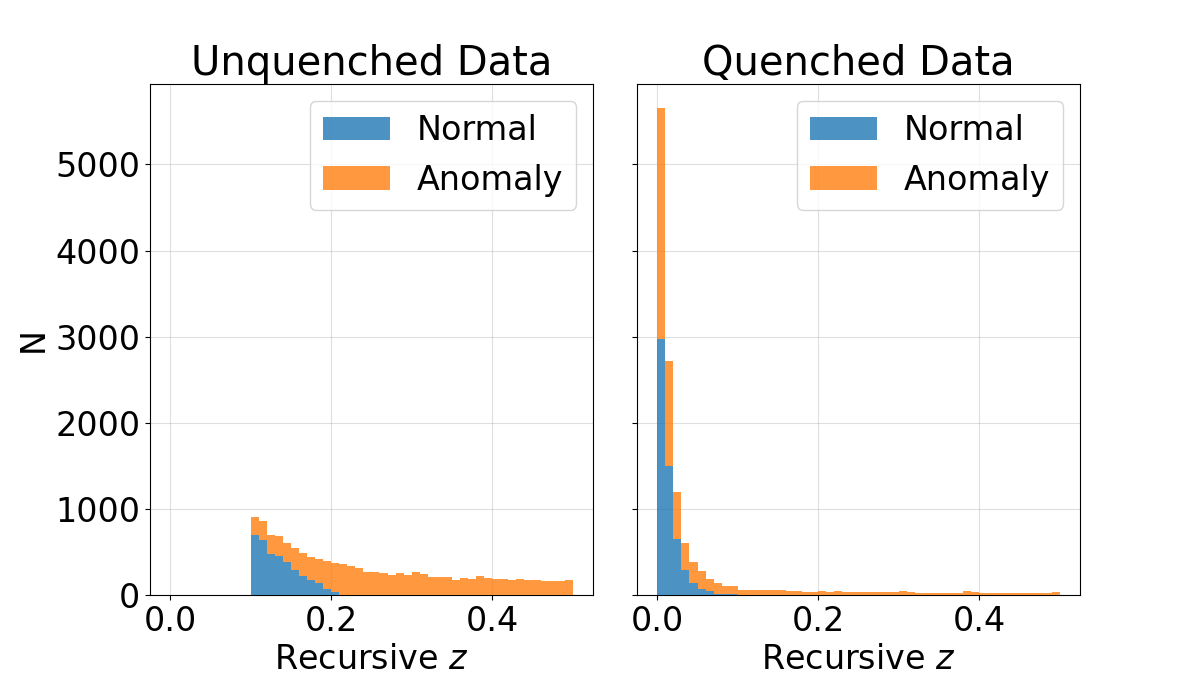 Unquenched Data
Quenched Data
Normal
Anomaly
Normal
Anomaly
N
5000
4000
3000
2000
1000
0
0.0 0.2 0.4
0.0 0.2 0.4
Recursive z
Recursive z